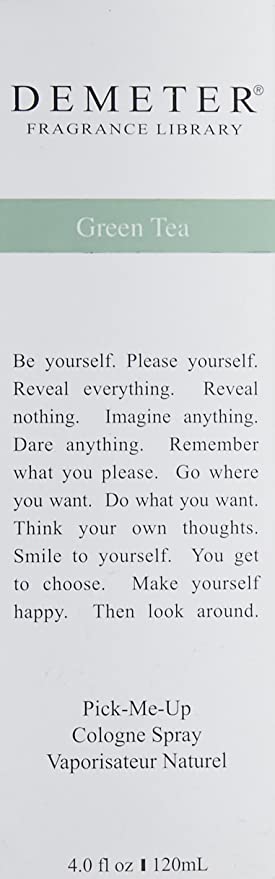 DEMETER®
FRAGRANCE LIBRARY
Green Tea
Be yourself. Please yourself.
Reveal everything. Reveal
nothing. Imagine anything.
Dare anything. Remember
what you please. Go where
you want. Do what you want.
Think your own thoughts.
Smile to yourself. You get
to choose. Make yourself
happy. Then look around.
Pick-Me-Up
Cologne Spray
Vaporisateur Naturel
4.0 fl oz ▮ 120mL